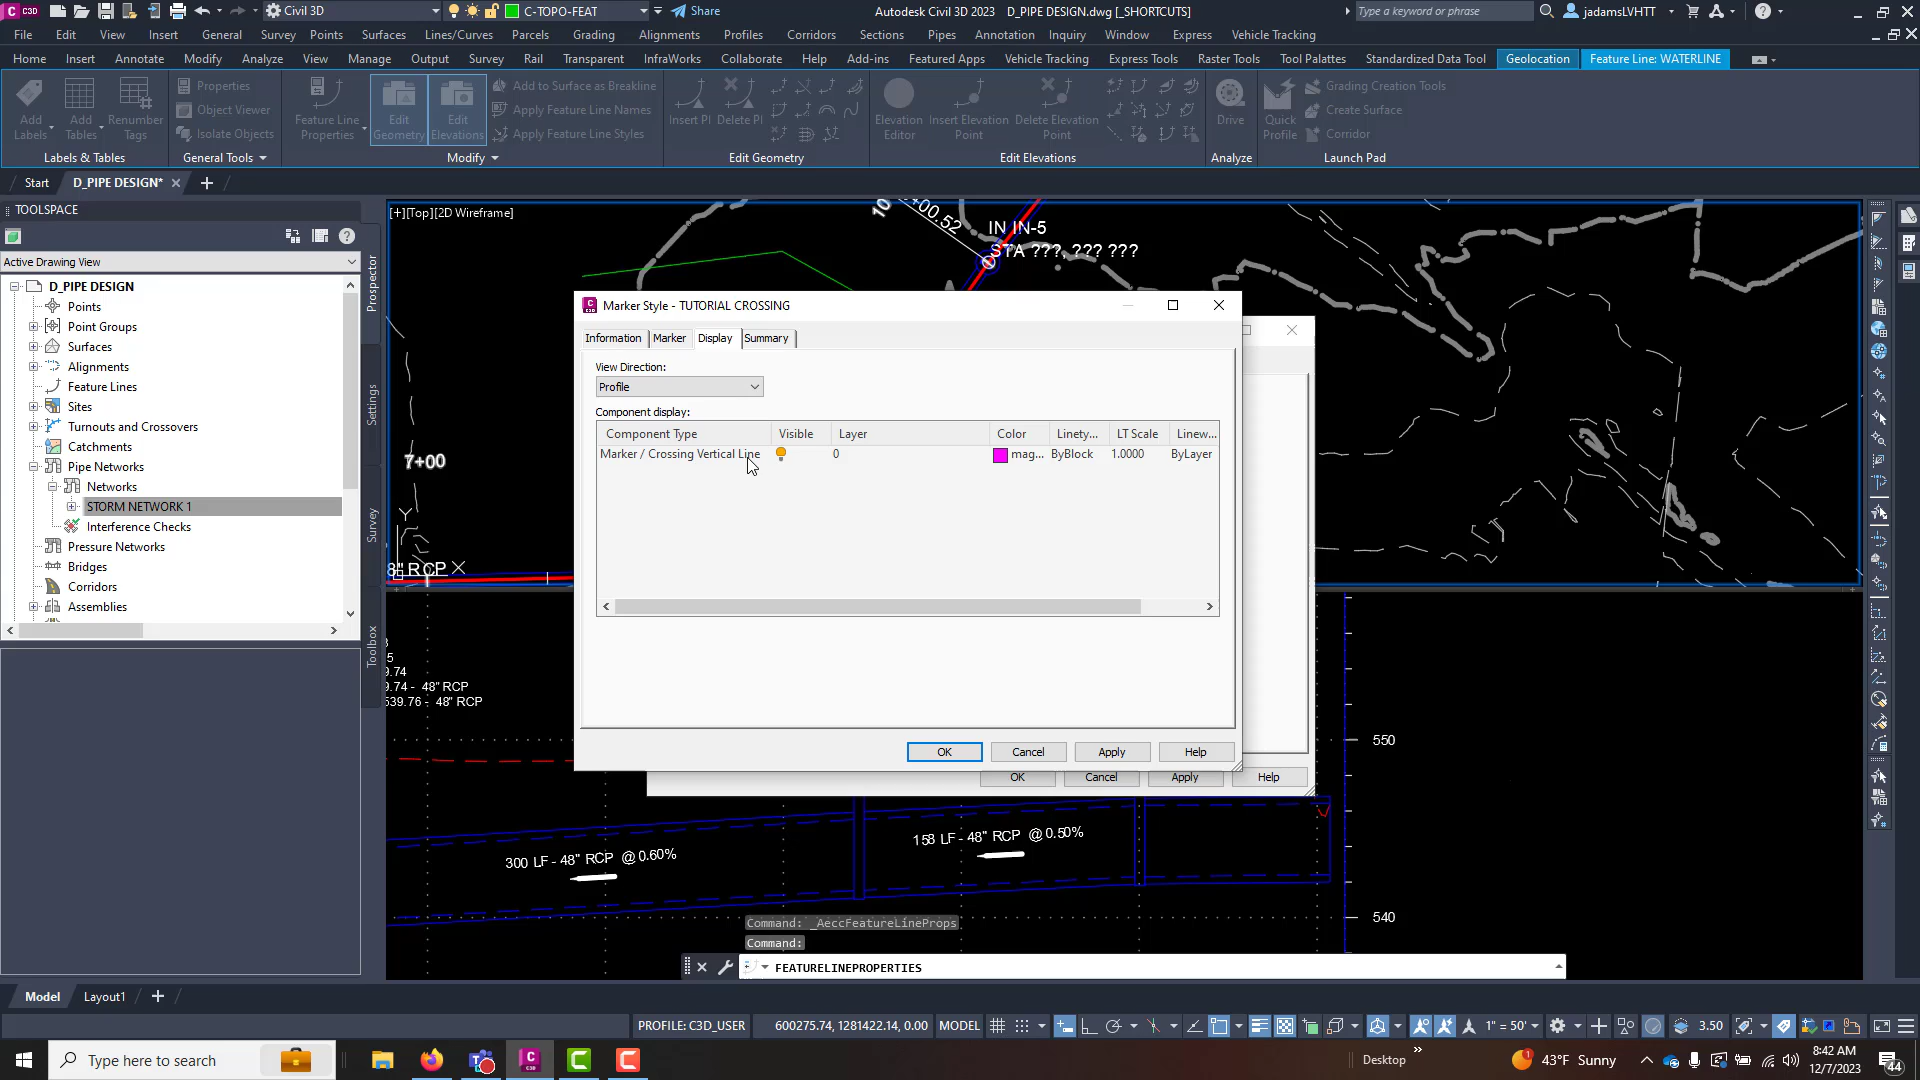 C3D
Civil 3D
C-TOPO-FEAT
Share
Autodesk Civil 3D 2023 D_PIPE DESIGN.dwg [_SHORTCUTS]
Type a keyword or phrase
jadamsLVHTT
File Edit View Insert General Survey Points Surfaces Lines/Curves Parcels Grading Alignments Profiles Corridors Sections Pipes Annotation Inquiry Window Express Vehicle Tracking
Home Insert Annotate Modify Analyze View Manage Output Survey Rail Transparent InfraWorks Collaborate Help Add-ins Featured Apps Vehicle Tracking Express Tools Raster Tools Tool Palettes Standardized Data Tool Geolocation Feature Line: WATERLINE
Add Labels
Add Tables
Renumber Tags
Properties
Object Viewer
Isolate Objects
Feature Line Properties
Edit Geometry
Edit Elevations
Add to Surface as Breakline
Apply Feature Line Names
Apply Feature Line Styles
Insert PI
Delete PI
Elevation Editor
Insert Elevation Point
Delete Elevation Point
Drive
Quick Profile
Grading Creation Tools
Create Surface
Corridor
Labels & Tables
General Tools
Modify
Edit Geometry
Edit Elevations
Analyze
Launch Pad
Start
D_PIPE DESIGN*
TOOLSPACE
Active Drawing View
D_PIPE DESIGN
Points
Point Groups
Surfaces
Alignments
Feature Lines
Sites
Turnouts and Crossovers
Catchments
Pipe Networks
Networks
STORM NETWORK 1
Interference Checks
Pressure Networks
Bridges
Corridors
Assemblies
Prospector
Settings
Survey
Toolbox
[+][Top][2D Wireframe]
10
+00.52
IN IN-5
STA ???, ??? ???
7+00
Y
8" RCP
X
Marker Style - TUTORIAL CROSSING
Information
Marker
Display
Summary
View Direction:
Profile
Component display:
Component Type Visible Layer Color Linety... LT Scale Linew...
Marker / Crossing Vertical Line 0 mag... ByBlock 1.0000 ByLayer
OK Cancel Apply Help
OK Cancel Apply Help
3
5
9.74
9.74 - 48" RCP
539.76 - 48" RCP
550
540
300 LF - 48" RCP @ 0.60%
158 LF - 48" RCP @ 0.50%
Command: _AeccFeatureLineProps
Command:
FEATURELINEPROPERTIES
Model
Layout1
PROFILE: C3D_USER
600275.74, 1281422.14, 0.00
MODEL
1" = 50'
3.50
Type here to search
Desktop
43°F Sunny
8:42 AM
12/7/2023
44